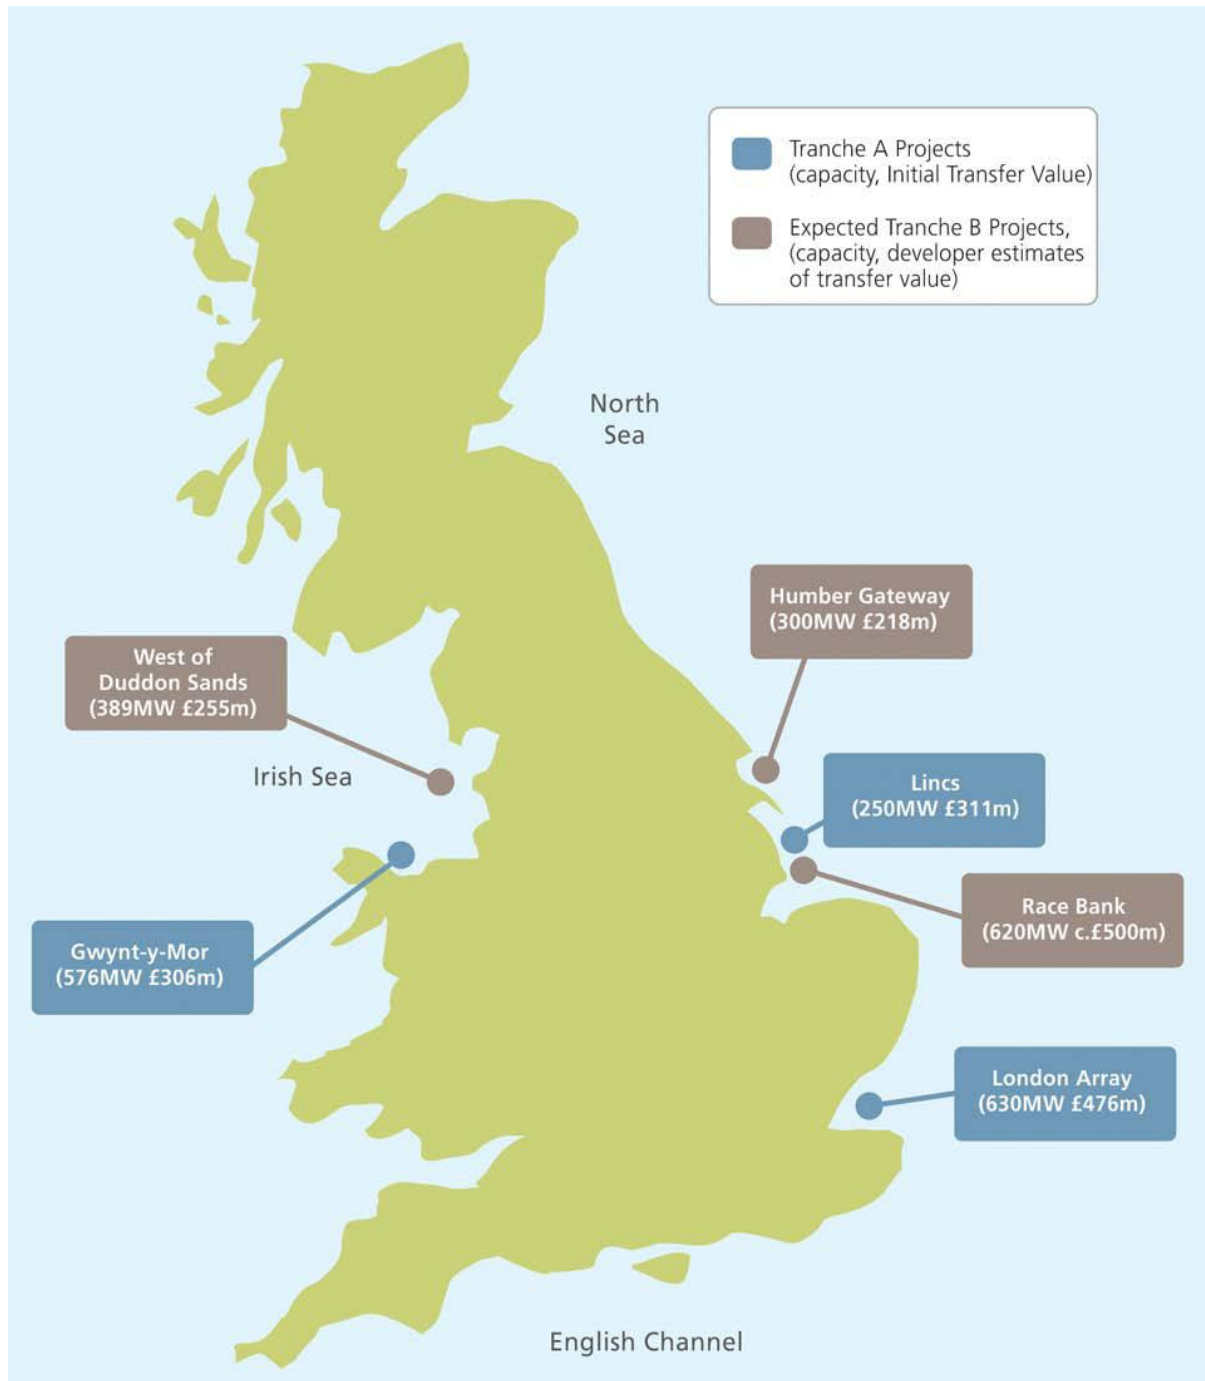 Tranche A Projects
(capacity, Initial Transfer Value)
Expected Tranche B Projects,
(capacity, developer estimates
of transfer value)
North
Sea
Humber Gateway
(300MW £218m)
West of
Duddon Sands
(389MW £255m)
Irish Sea
Lincs
(250MW £311m)
Race Bank
(620MW c.£500m)
Gwynt-y-Mor
(576MW £306m)
London Array
(630MW £476m)
English Channel